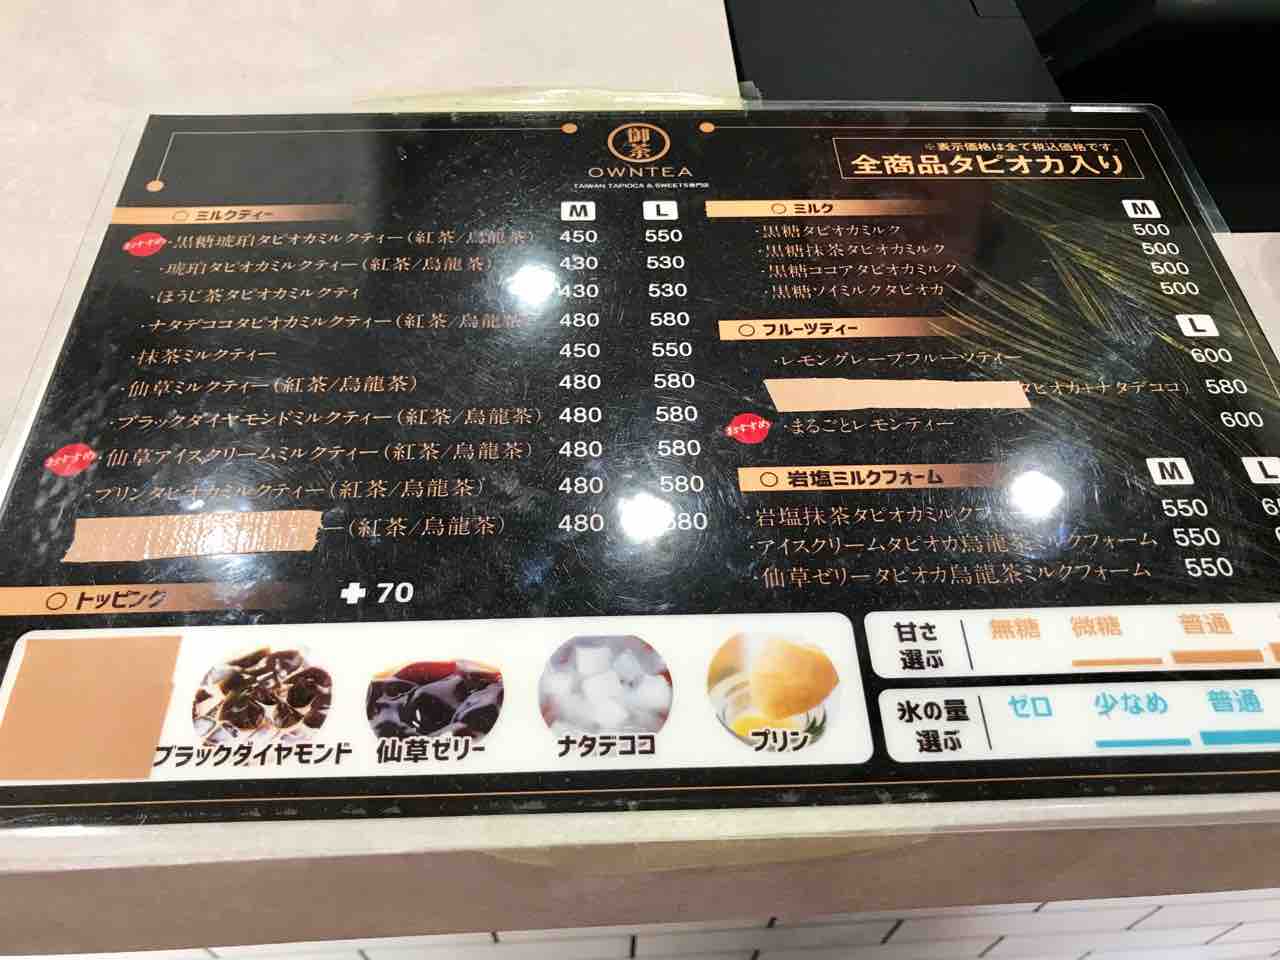 御茶
OWNTEA
TAIWAN TAPIOCA & SWEETS専門店
※表示価格は全て税込価格です。
全商品タピオカ入り
○ ミルクティー M L
おすすめ ・黒糖琥珀タピオカミルクティー(紅茶/烏龍茶) 450 550
・琥珀タピオカミルクティー(紅茶/烏龍茶) 430 530
・ほうじ茶タピオカミルクティ 430 530
・ナタデココタピオカミルクティー(紅茶/烏龍茶) 480 580
・抹茶ミルクティー 450 550
・仙草ミルクティー(紅茶/烏龍茶) 480 580
・ブラックダイヤモンドミルクティー(紅茶/烏龍茶) 480 580
おすすめ ・仙草アイスクリームミルクティー(紅茶/烏龍茶) 480 580
・プリンタピオカミルクティー(紅茶/烏龍茶) 480 580
ー(紅茶/烏龍茶) 480 580
○ トッピング ✚ 70
ブラックダイヤモンド 仙草ゼリー ナタデココ プリン
○ ミルク M
・黒糖タピオカミルク 500
・黒糖抹茶タピオカミルク 500
・黒糖ココアタピオカミルク 500
・黒糖ソイミルクタピオカ 500
○ フルーツティー L
・レモングレープフルーツティー 600
タピオカ+ナタデココ) 580
おすすめ ・まるごとレモンティー 600
○ 岩塩ミルクフォーム M L
・岩塩抹茶タピオカミルクフォーム 550
・アイスクリームタピオカ烏龍茶ミルクフォーム 550
・仙草ゼリータピオカ烏龍茶ミルクフォーム 550
甘さ
選ぶ
無糖 微糖 普通
氷の量
選ぶ
ゼロ 少なめ 普通